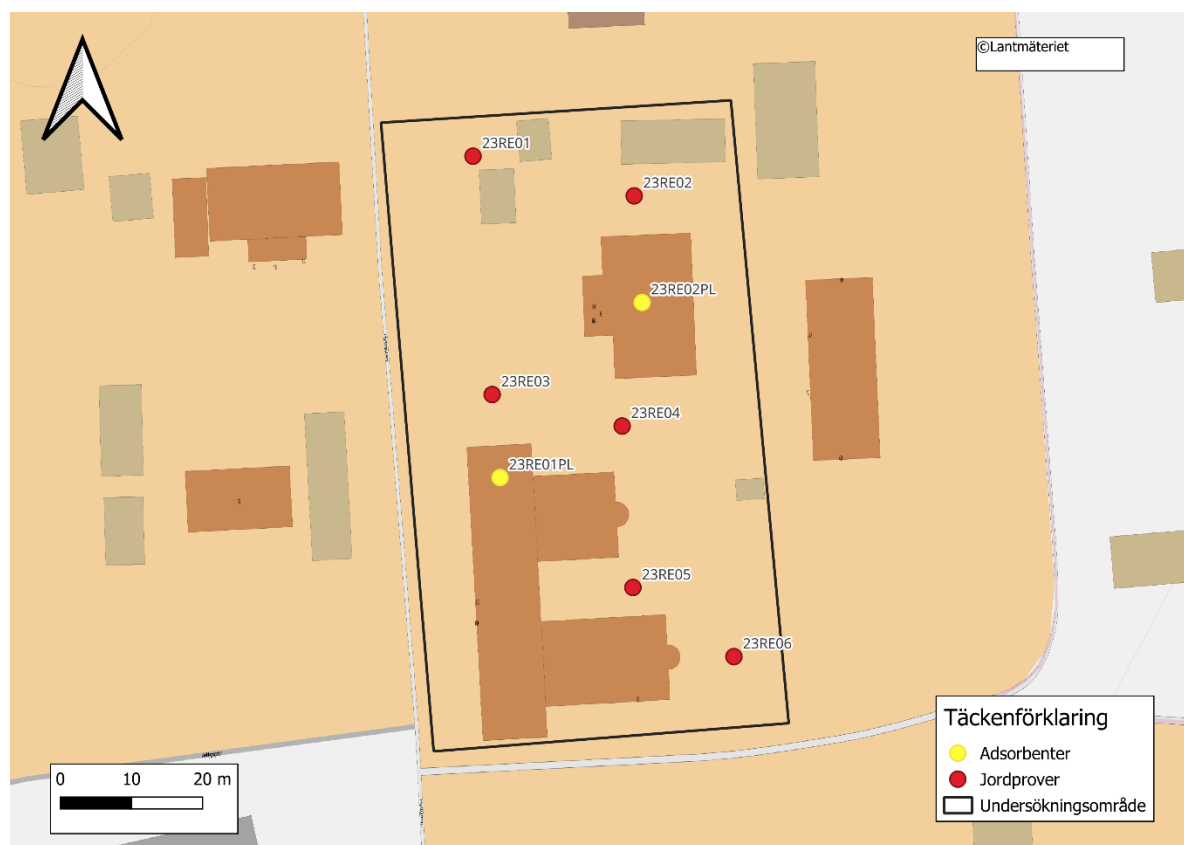 ©Lantmäteriet
23RE01
23RE02
23RE02PL
23RE03
23RE04
23RE01PL
23RE05
23RE06
Täckenförklaring
Adsorbenter
Jordprover
Undersökningsområde
0 10 20 m